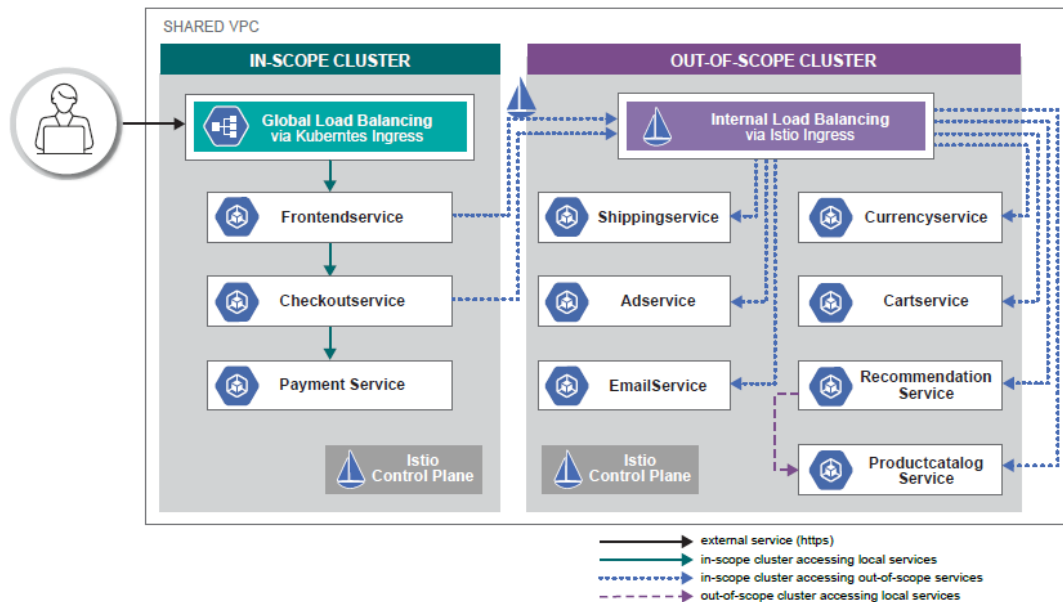 SHARED VPC
IN-SCOPE CLUSTER
Global Load Balancing
via Kuberntes Ingress
Frontendservice
Checkoutservice
Payment Service
Istio
Control Plane
OUT-OF-SCOPE CLUSTER
Internal Load Balancing
via Istio Ingress
Shippingservice
Currencyservice
Adservice
Cartservice
EmailService
Recommendation
Service
Istio
Control Plane
Productcatalog
Service
external service (https)
in-scope cluster accessing local services
in-scope cluster accessing out-of-scope services
out-of-scope cluster accessing local services